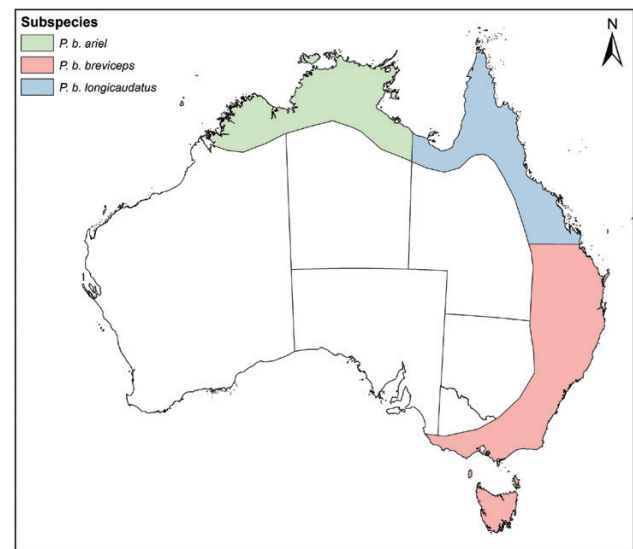 Subspecies
P. b. ariel
P. b. breviceps
P. b. longicaudatus
N